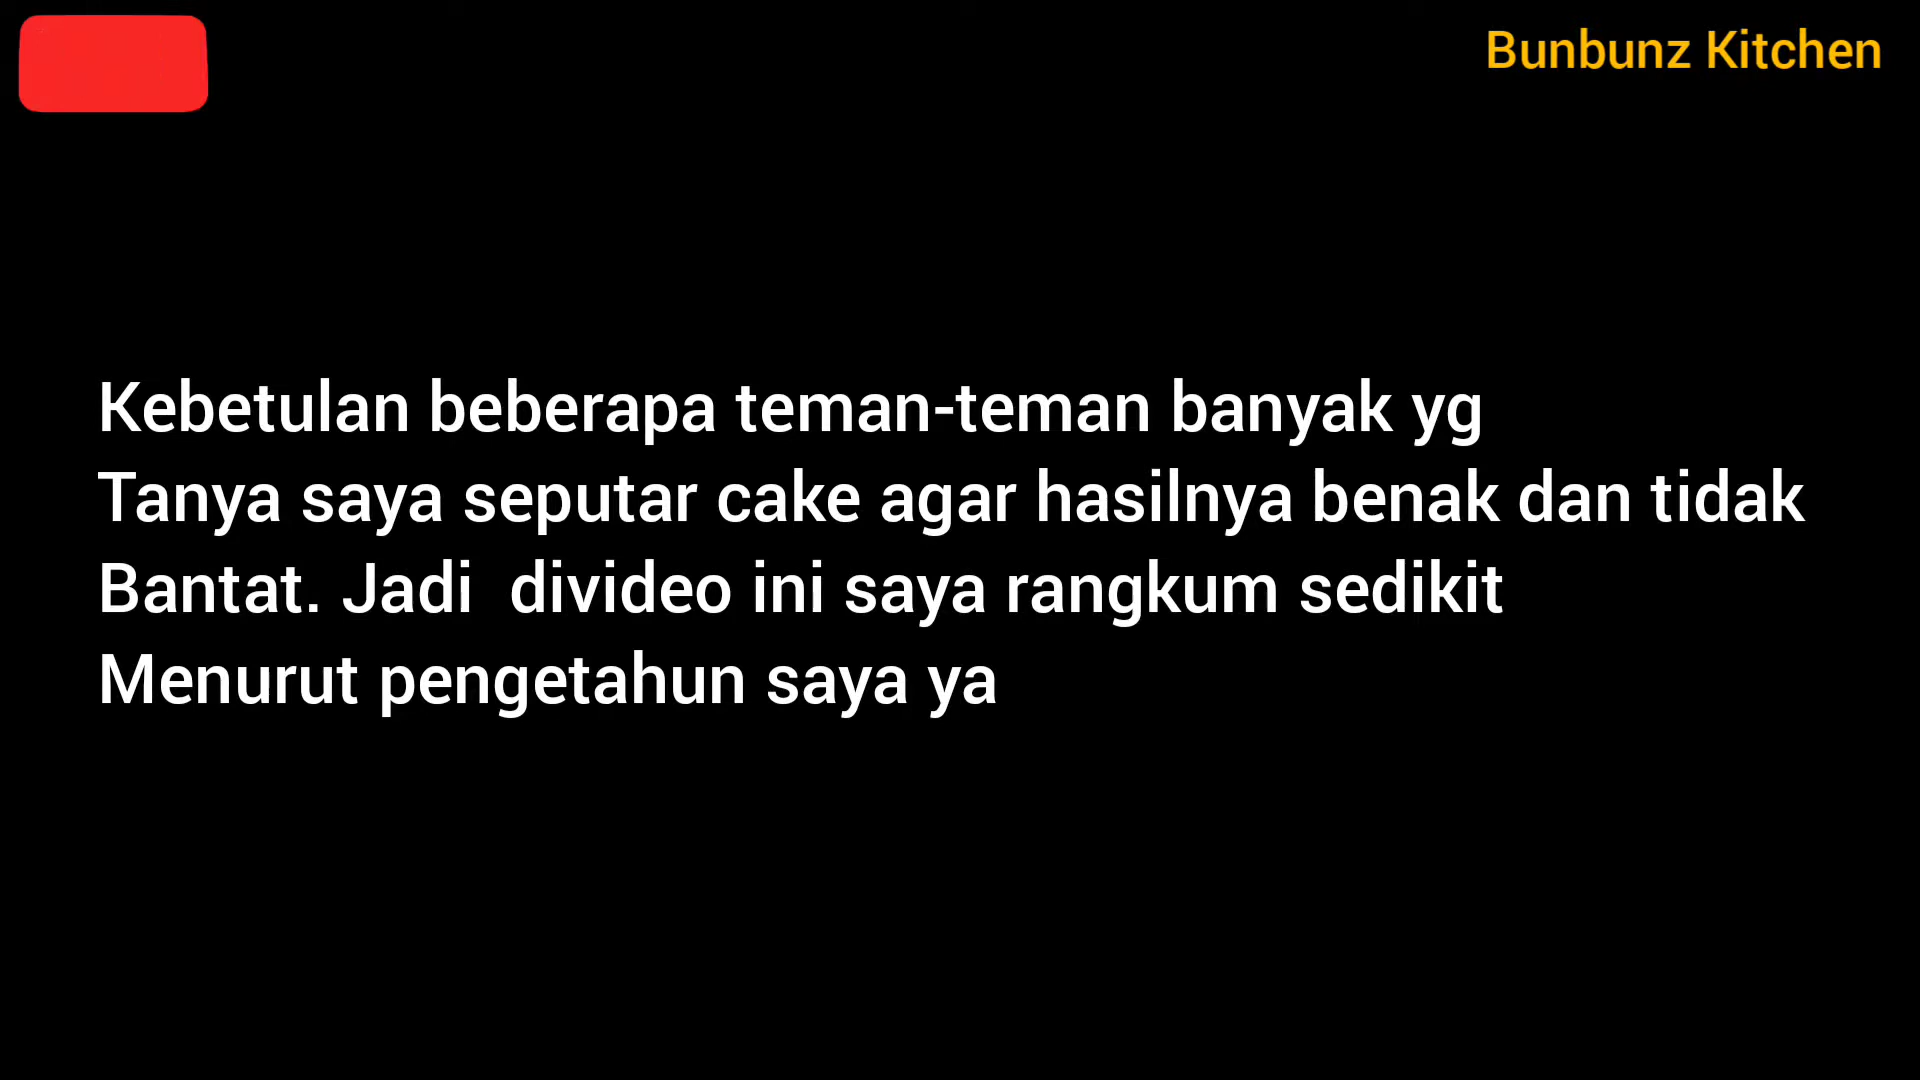 Bunbunz Kitchen
Kebetulan beberapa teman-teman banyak yg
Tanya saya seputar cake agar hasilnya benak dan tidak
Bantat. Jadi  divideo ini saya rangkum sedikit
Menurut pengetahun saya ya